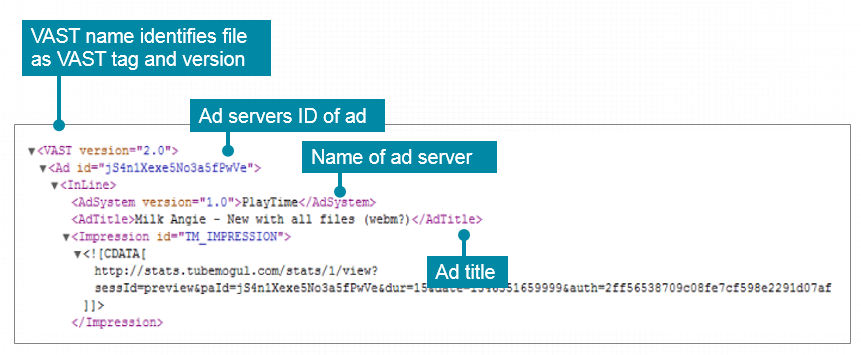 VAST name identifies file
as VAST tag and version
Ad servers ID of ad
<VAST version="2.0">
<Ad id="jS4n1Xexe5No3a5fPwVe">
Name of ad server
<InLine>
<AdSystem version="1.0">PlayTime</AdSystem>
<AdTitle>Milk Angie - New with all files (webm?)</AdTitle>
<Impression id="TM_IMPRESSION">
<![CDATA[
Ad title
http://stats.tubemogul.com/stats/1/view?
sessId=preview&paId=jS4n1Xexe5No3a5fPwVe&dur=15&auth=2ff56538709c08fe7cf598e2291d07af
]]>
</Impression>